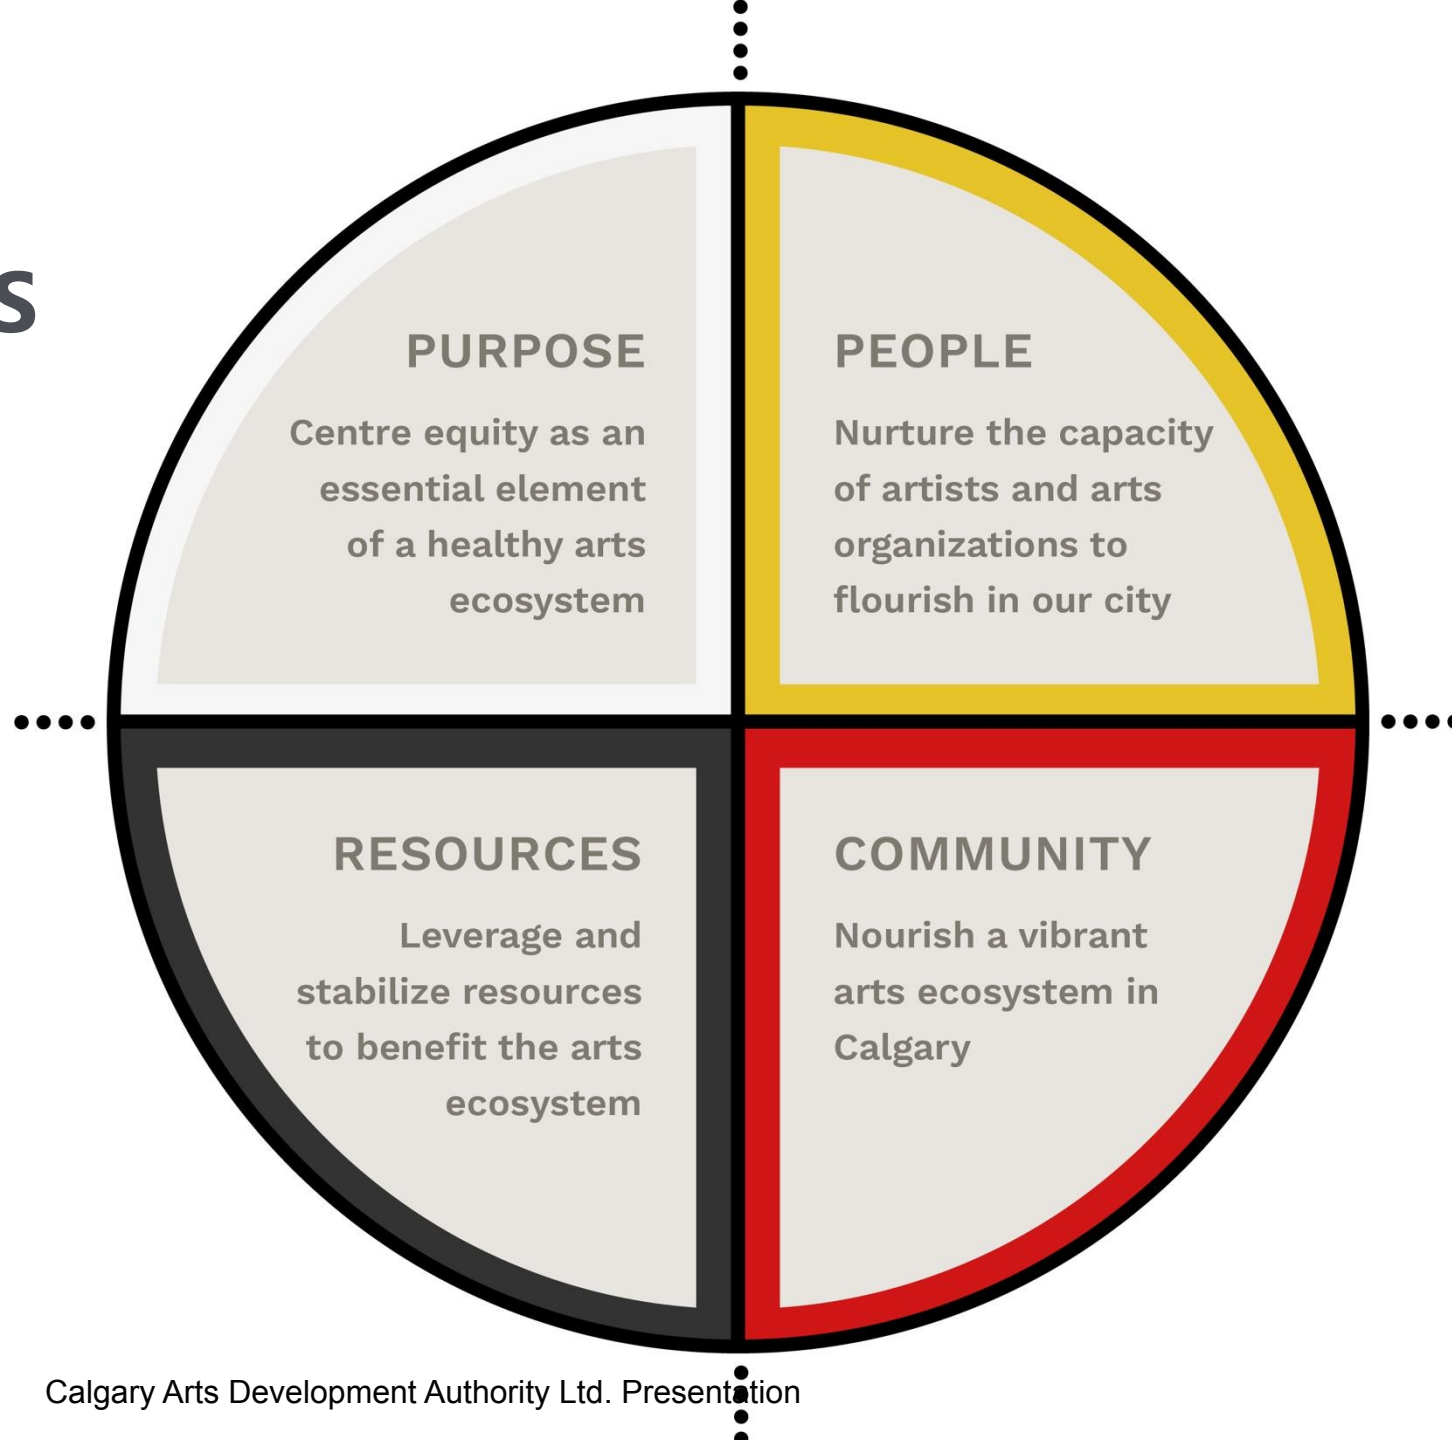 s
PURPOSE
Centre equity as an
essential element
of a healthy arts
ecosystem
PEOPLE
Nurture the capacity
of artists and arts
organizations to
flourish in our city
RESOURCES
Leverage and
stabilize resources
to benefit the arts
ecosystem
COMMUNITY
Nourish a vibrant
arts ecosystem in
Calgary
Calgary Arts Development Authority Ltd. Presentation